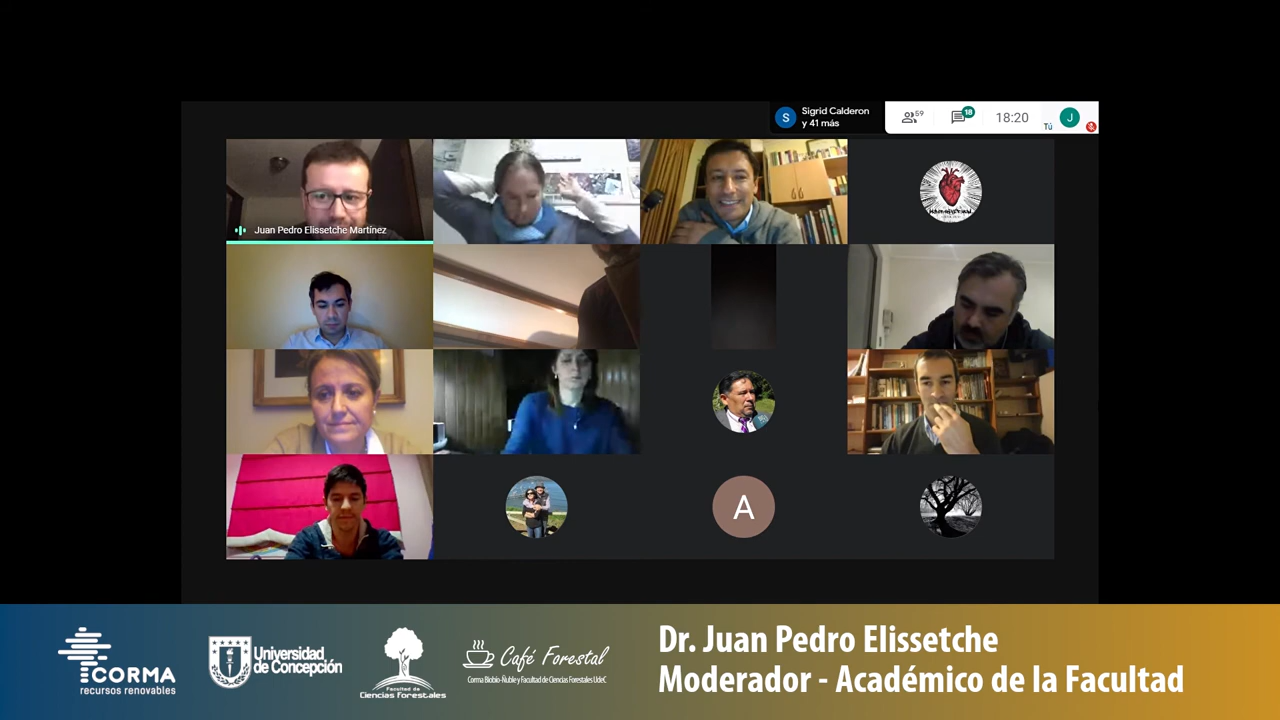 Sigrid Calderon
y 41 más
S
59
18
18:20
Tú
J
Juan Pedro Elissetche Martínez
A
CORMA
recursos renovables
Universidad
de Concepción
Facultad de
Ciencias Forestales
Café Forestal
Corma Biobío-Ñuble y Facultad de Ciencias Forestales UdeC
Dr. Juan Pedro Elissetche
Moderador - Académico de la Facultad